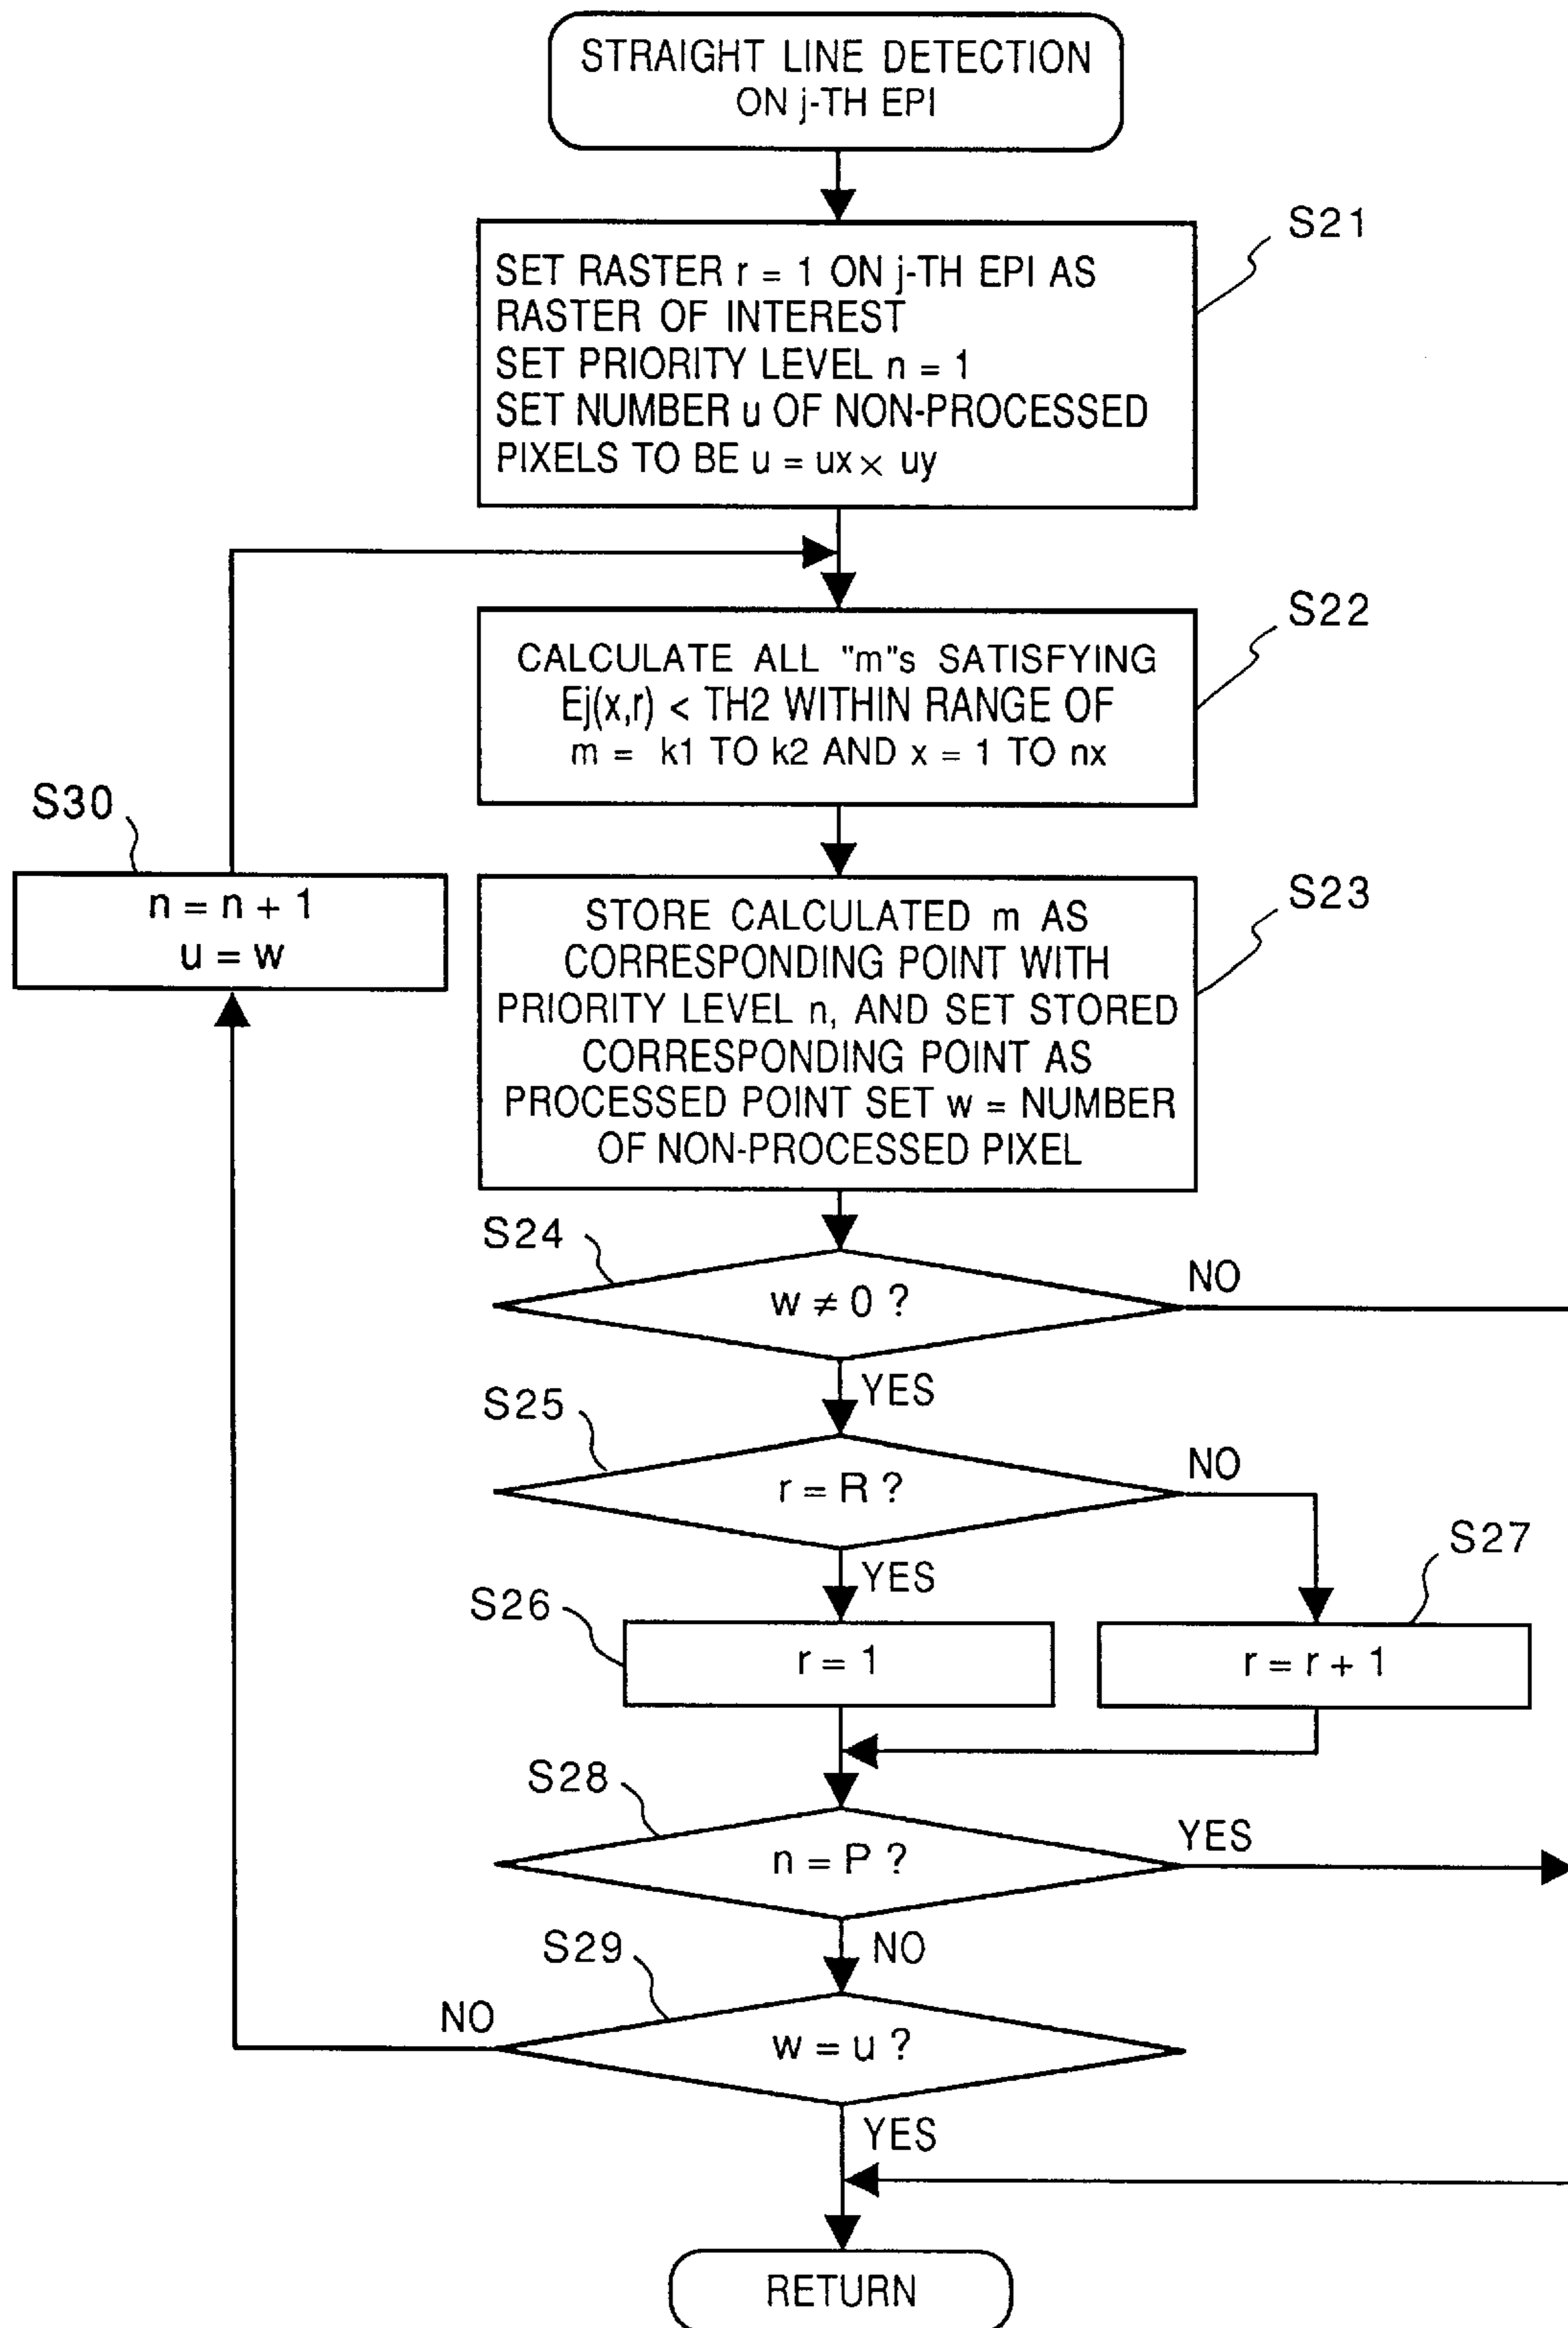 STRAIGHT LINE DETECTION
ON j-TH EPI
S21
SET RASTER r = 1 ON j-TH EPI AS
RASTER OF INTEREST
SET PRIORITY LEVEL n = 1
SET NUMBER u OF NON-PROCESSED
PIXELS TO BE u = ux × uy
S22
CALCULATE ALL "m"s SATISFYING
Ej(x,r) < TH2 WITHIN RANGE OF
m = k1 TO k2 AND x = 1 TO nx
S30
n = n + 1
u = w
S23
STORE CALCULATED m AS
CORRESPONDING POINT WITH
PRIORITY LEVEL n, AND SET STORED
CORRESPONDING POINT AS
PROCESSED POINT SET w = NUMBER
OF NON-PROCESSED PIXEL
S24
w ≠ 0 ?
NO
YES
S25
r = R ?
NO
YES
S26
r = 1
S27
r = r + 1
S28
n = P ?
YES
NO
S29
w = u ?
NO
YES
RETURN